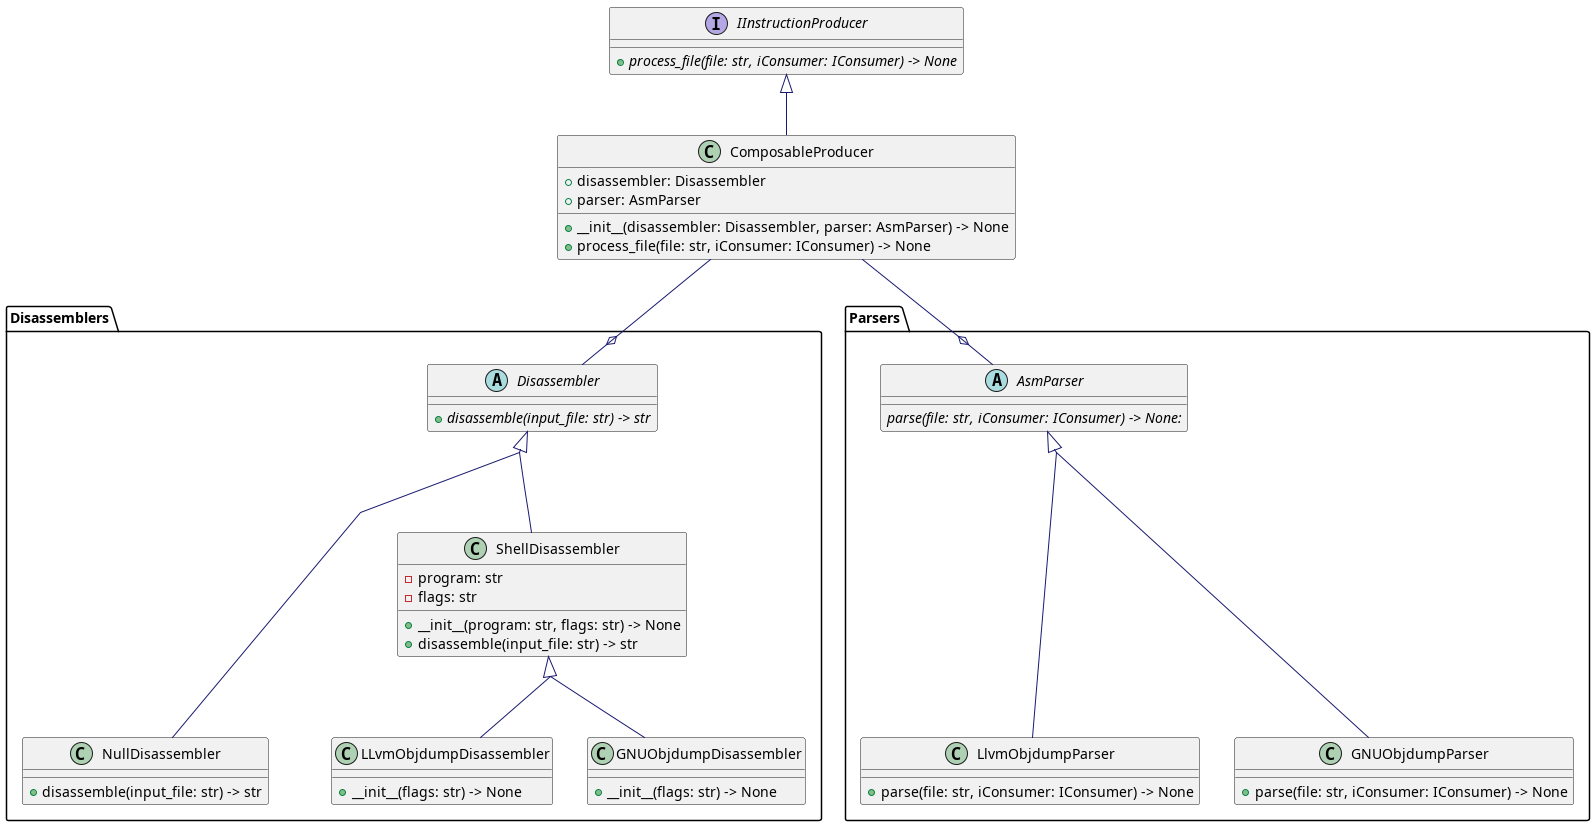 I IInstructionProducer
process_file(file: str, iConsumer: IConsumer) -> None
C ComposableProducer
disassembler: Disassembler
parser: AsmParser
__init__(disassembler: Disassembler, parser: AsmParser) -> None
process_file(file: str, iConsumer: IConsumer) -> None
Disassemblers
A Disassembler
disassemble(input_file: str) -> str
C ShellDisassembler
program: str
flags: str
__init__(program: str, flags: str) -> None
disassemble(input_file: str) -> str
C NullDisassembler
disassemble(input_file: str) -> str
C LLvmObjdumpDisassembler
__init__(flags: str) -> None
C GNUObjdumpDisassembler
__init__(flags: str) -> None
Parsers
A AsmParser
parse(file: str, iConsumer: IConsumer) -> None:
C LlvmObjdumpParser
parse(file: str, iConsumer: IConsumer) -> None
C GNUObjdumpParser
parse(file: str, iConsumer: IConsumer) -> None